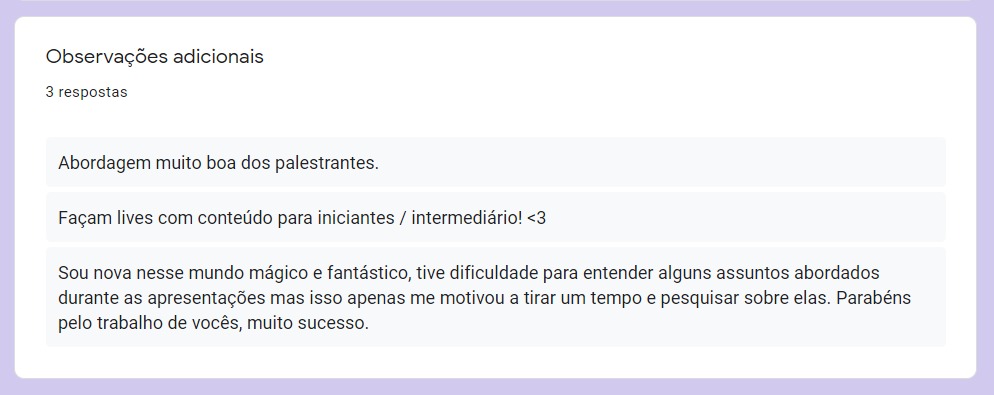 Observações adicionais
3 respostas
Abordagem muito boa dos palestrantes.
Façam lives com conteúdo para iniciantes / intermediário! <3
Sou nova nesse mundo mágico e fantástico, tive dificuldade para entender alguns assuntos abordados
durante as apresentações mas isso apenas me motivou a tirar um tempo e pesquisar sobre elas. Parabéns
pelo trabalho de vocês, muito sucesso.